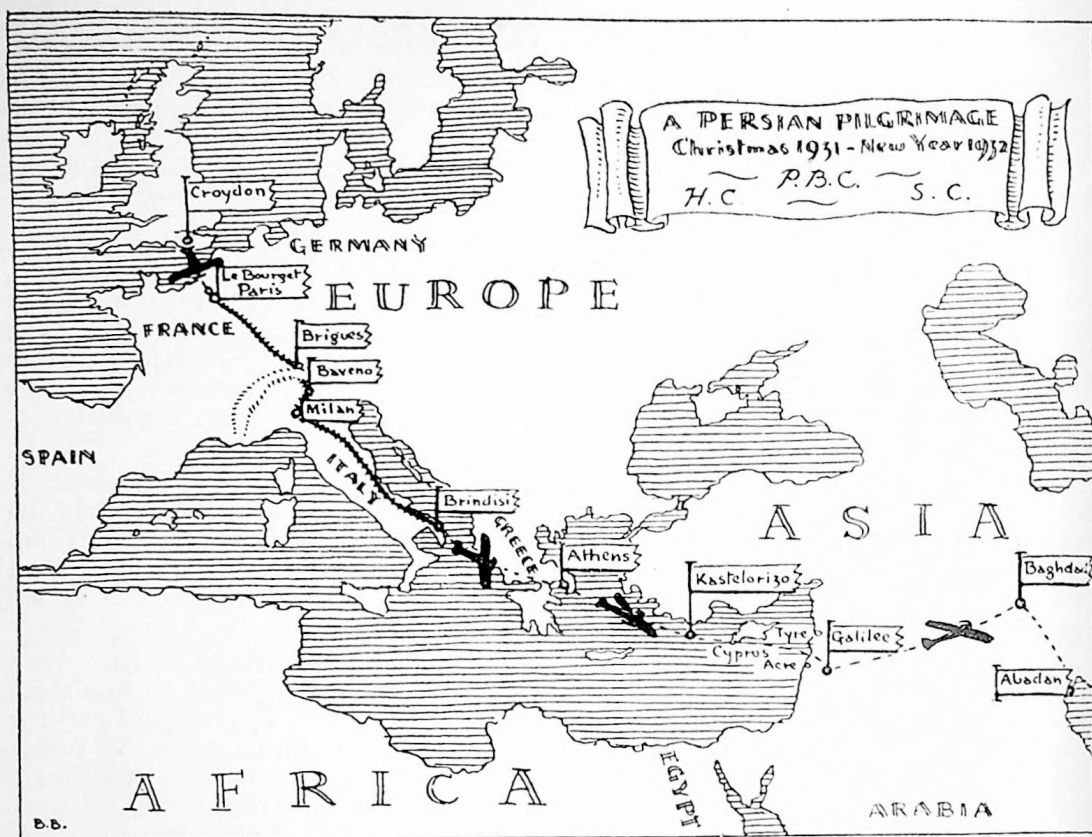 A PERSIAN PILGRIMAGE
Christmas 1931 - New Year 1932
P.B.C.
H.C. S.C.
Croydon
GERMANY
Le Bourget
Paris
EUROPE
FRANCE
Brigues
Baveno
Milan
SPAIN
ITALY
Brindisi
GREECE
ASIA
Athens
Kastelorizo
Baghdad
Tyre
Galilee
Cyprus
Acre
Abadan
EGYPT
AFRICA
ARABIA
B.B.